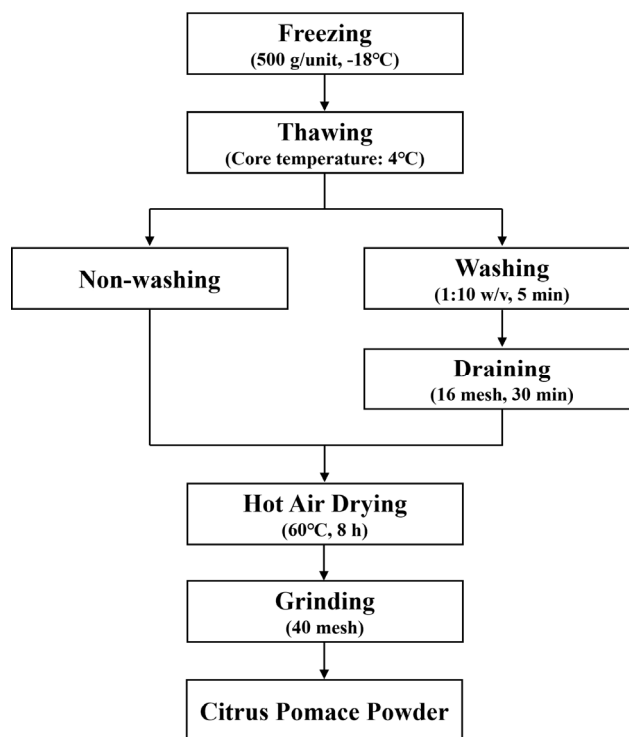 Freezing
(500 g/unit, -18℃)
Thawing
(Core temperature: 4℃)
Non-washing
Washing
(1:10 w/v, 5 min)
Draining
(16 mesh, 30 min)
Hot Air Drying
(60℃, 8 h)
Grinding
(40 mesh)
Citrus Pomace Powder